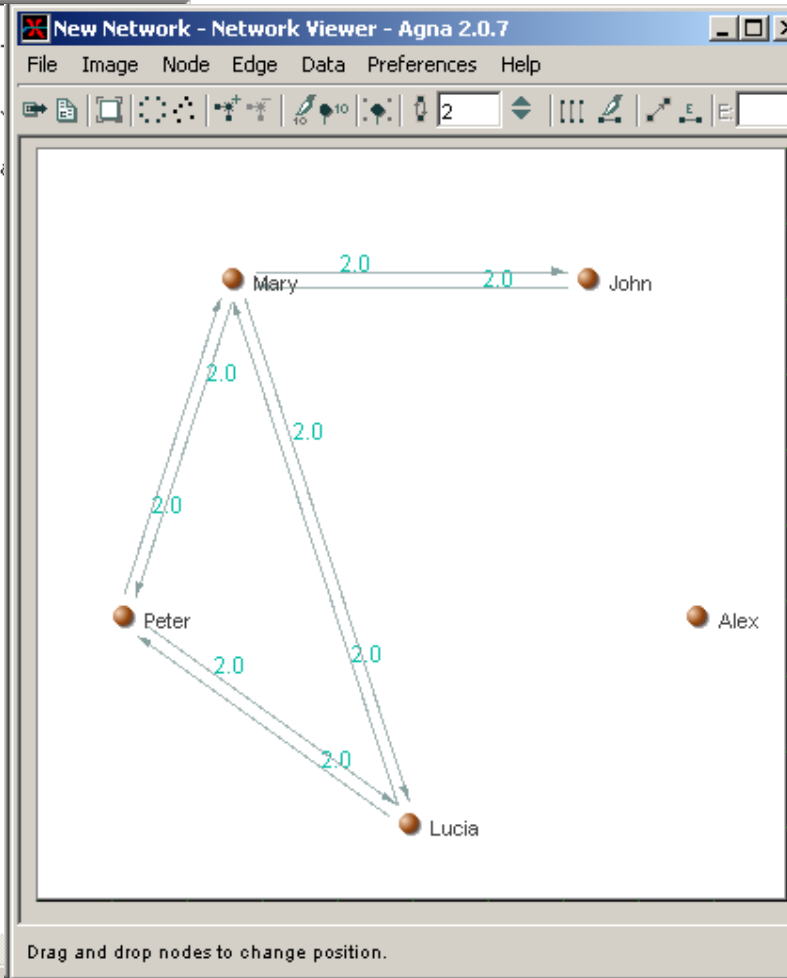 New Network - Network Viewer - Agna 2.0.7
File Image Node Edge Data Preferences Help
10 10 2 E E:
2.0
Mary 2.0 John
2.0
2.0
2.0
Peter Alex
2.0
2.0
2.0
Lucia
Drag and drop nodes to change position.